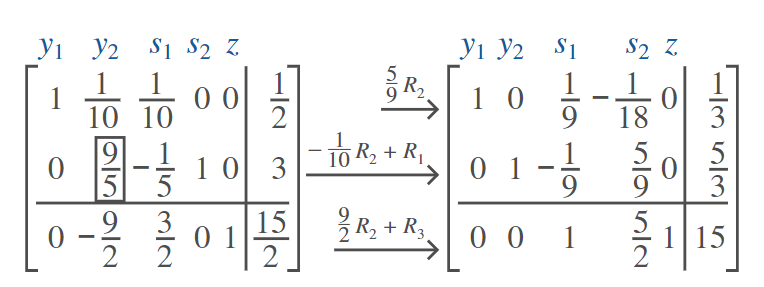 y₁ y₂ s₁ s₂ z y₁ y₂ s₁ s₂ z
1 1/10 1/10 0 0 1/2 5/9 R₂ 1 0 1/9 −1/18 0 1/3
0 9/5 −1/5 1 0 3 −1/10 R₂ + R₁ 0 1 −1/9 5/9 0 5/3
0 −9/2 3/2 0 1 15/2 9/2 R₂ + R₃ 0 0 1 5/2 1 15